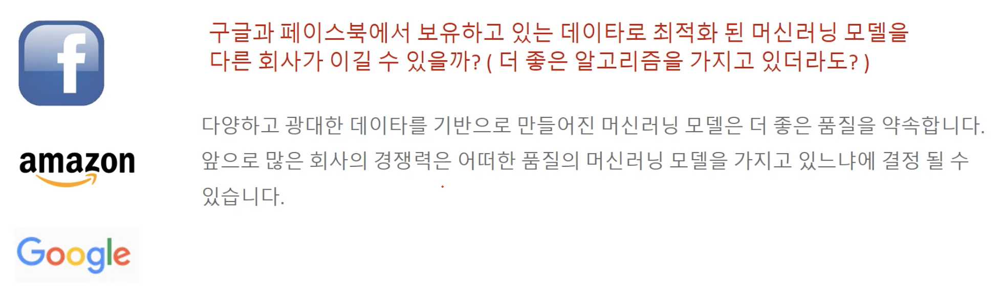 f
구글과 페이스북에서 보유하고 있는 데이타로 최적화 된 머신러닝 모델을
다른 회사가 이길 수 있을까? ( 더 좋은 알고리즘을 가지고 있더라도? )
다양하고 광대한 데이타를 기반으로 만들어진 머신러닝 모델은 더 좋은 품질을 약속합니다.
앞으로 많은 회사의 경쟁력은 어떠한 품질의 머신러닝 모델을 가지고 있느냐에 결정 될 수
있습니다.
amazon
Google